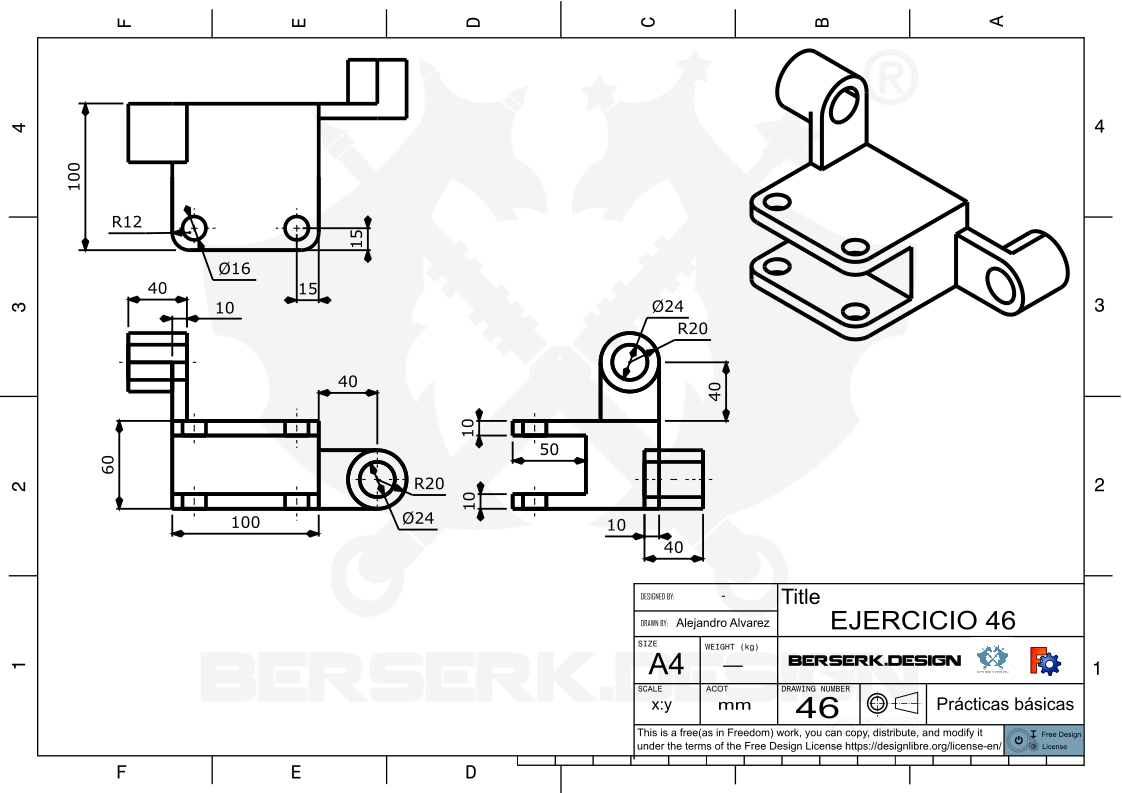 F E D C B A
®
4 4
100
R12
15
Ø16
15
3 3
40
10
Ø24
R20
40
40
10
50
60
2 2
10
R20
Ø24
100
10
40
DESIGNED BY: -
Title
EJERCICIO 46
DRAWN BY: Alejandro Alvarez
SIZE
A4
WEIGHT (kg)
—
BERSERK.DESIGN
1 1
BERSERK.DESIGN
SCALE
x:y
ACOT
mm
DRAWING NUMBER
46
Prácticas básicas
This is a free(as in Freedom) work, you can copy, distribute, and modify it
under the terms of the Free Design License https://designlibre.org/license-en/
Free Design
License
F E D